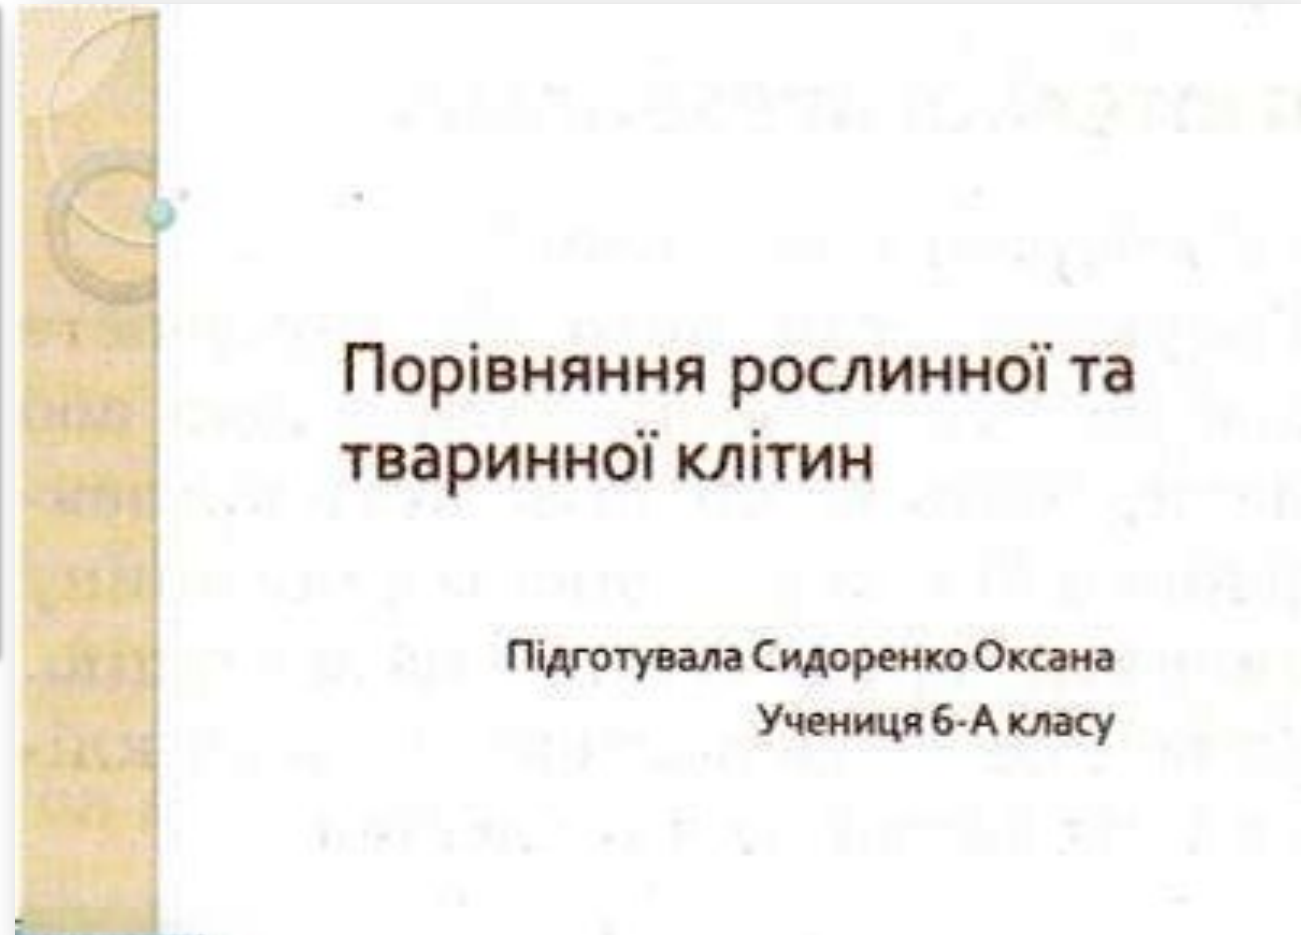 Порівняння рослинної та
тваринної клітин
Підготувала Сидоренко Оксана
Учениця 6-А класу